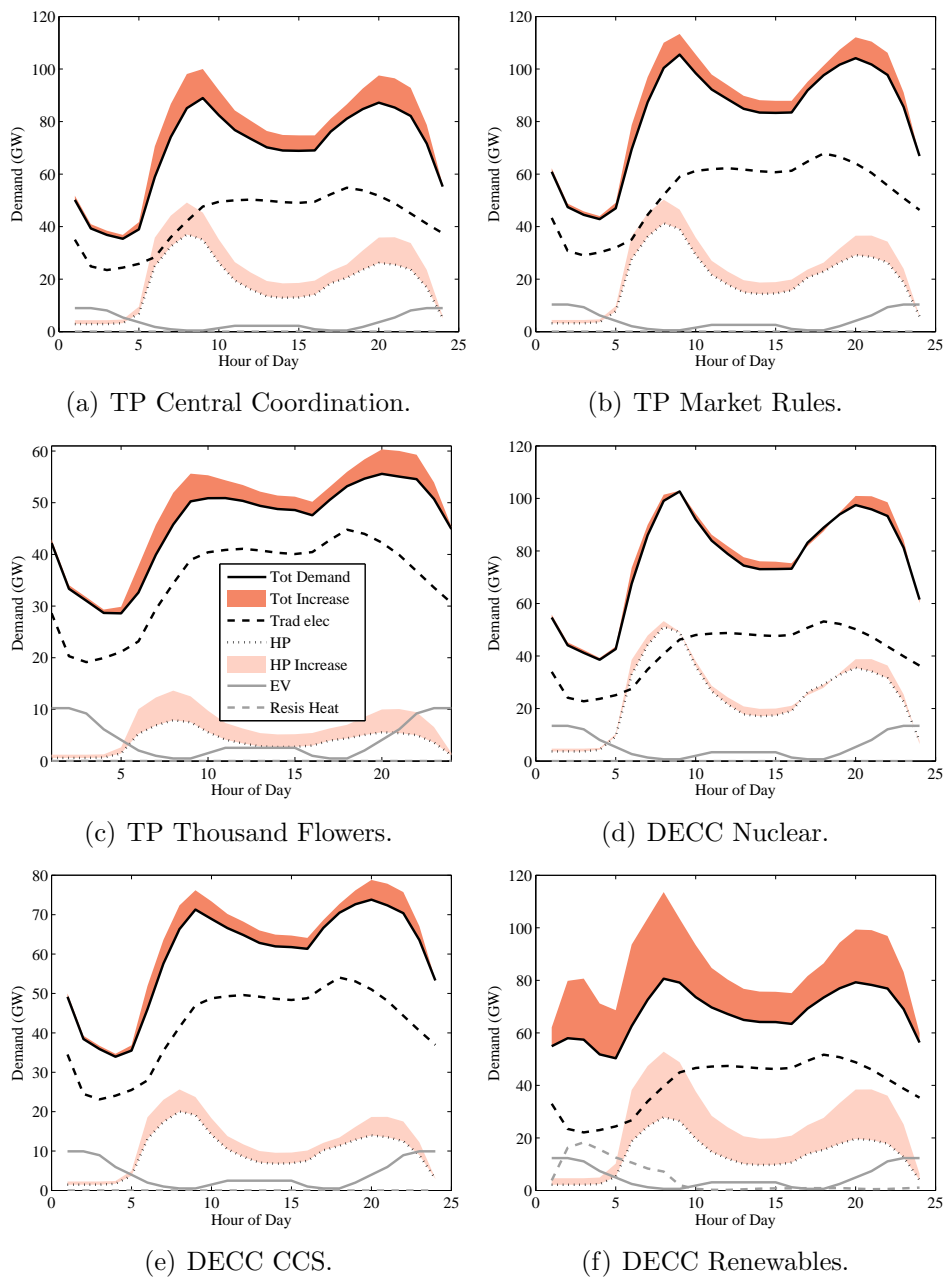 120
100
80
60
40
20
0
Demand (GW)
0 5 10 15 20 25
Hour of Day
(a) TP Central Coordination.
120
100
80
60
40
20
0
Demand (GW)
0 5 10 15 20 25
Hour of Day
(b) TP Market Rules.
60
50
40
30
20
10
0
Demand (GW)
5 10 15 20
Hour of Day
Tot Demand
Tot Increase
Trad elec
HP
HP Increase
EV
Resis Heat
(c) TP Thousand Flowers.
120
100
80
60
40
20
0
Demand (GW)
0 5 10 15 20 25
Hour of Day
(d) DECC Nuclear.
80
70
60
50
40
30
20
10
0
Demand (GW)
0 5 10 15 20 25
Hour of Day
(e) DECC CCS.
120
100
80
60
40
20
0
Demand (GW)
0 5 10 15 20 25
Hour of Day
(f) DECC Renewables.